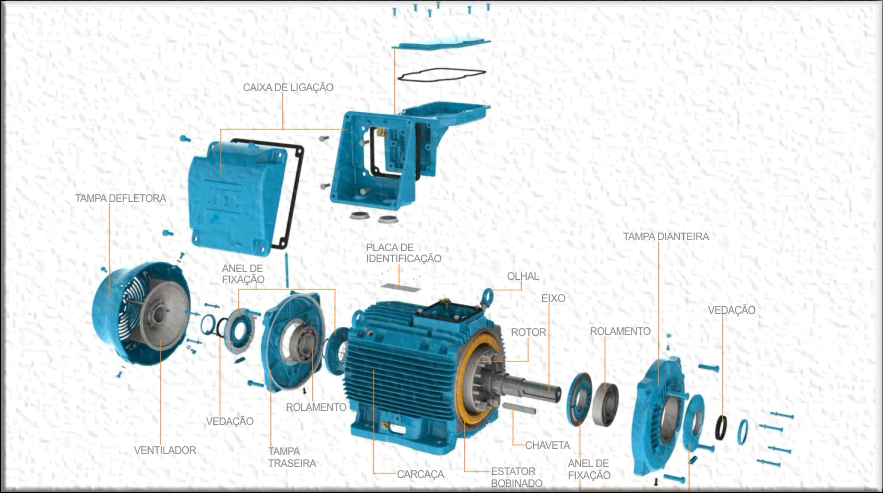 CAIXA DE LIGAÇÃO
TAMPA DEFLETORA
TAMPA DIANTEIRA
PLACA DE
IDENTIFICAÇÃO
ANEL DE
FIXAÇÃO
OLHAL
EIXO
VEDAÇÃO
ROTOR
ROLAMENTO
ROLAMENTO
VEDAÇÃO
VENTILADOR
TAMPA
TRASEIRA
CARCAÇA
CHAVETA
ESTATOR
BOBINADO
ANEL DE
FIXAÇÃO